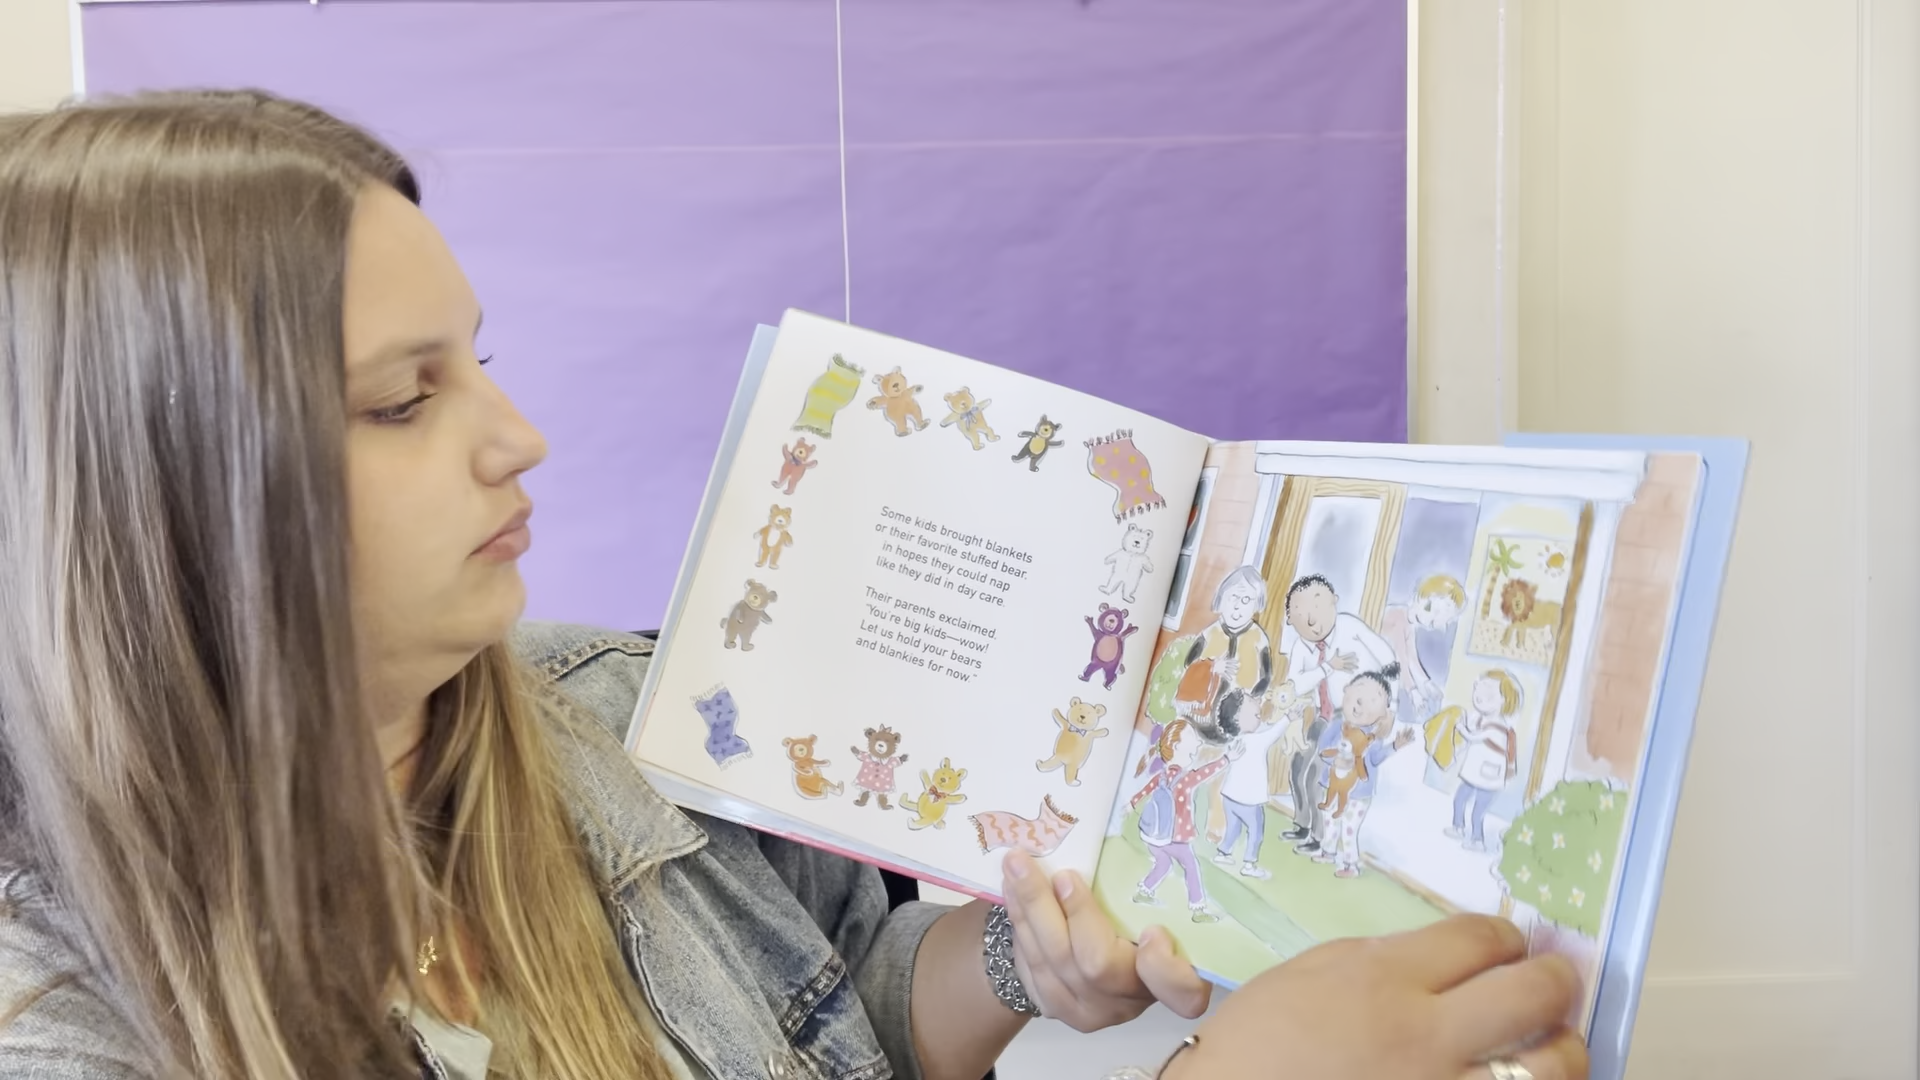 Some kids brought blankets
or their favorite stuffed bear,
in hopes they could nap
like they did in day care.
Their parents exclaimed,
"You're big kids—wow!
Let us hold your bears
and blankies for now."